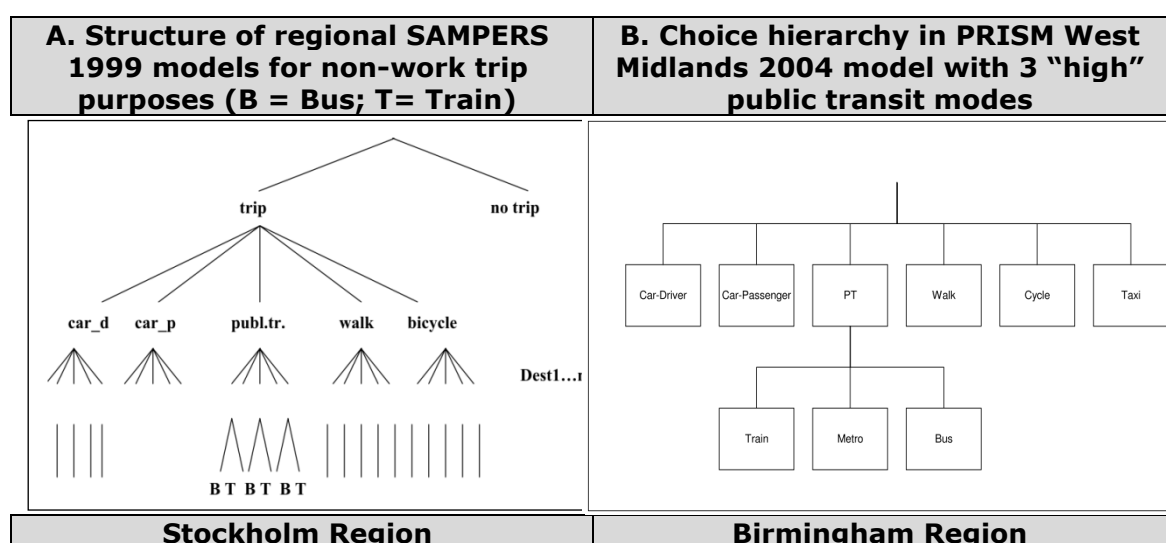 A. Structure of regional SAMPERS
1999 models for non-work trip
purposes (B = Bus; T= Train)
B. Choice hierarchy in PRISM West
Midlands 2004 model with 3 “high”
public transit modes
trip
no trip
car_d
car_p
publ.tr.
walk
bicycle
Dest1...
B T B T B T
Car-Driver
Car-Passenger
PT
Walk
Cycle
Taxi
Train
Metro
Bus
Stockholm Region
Birmingham Region